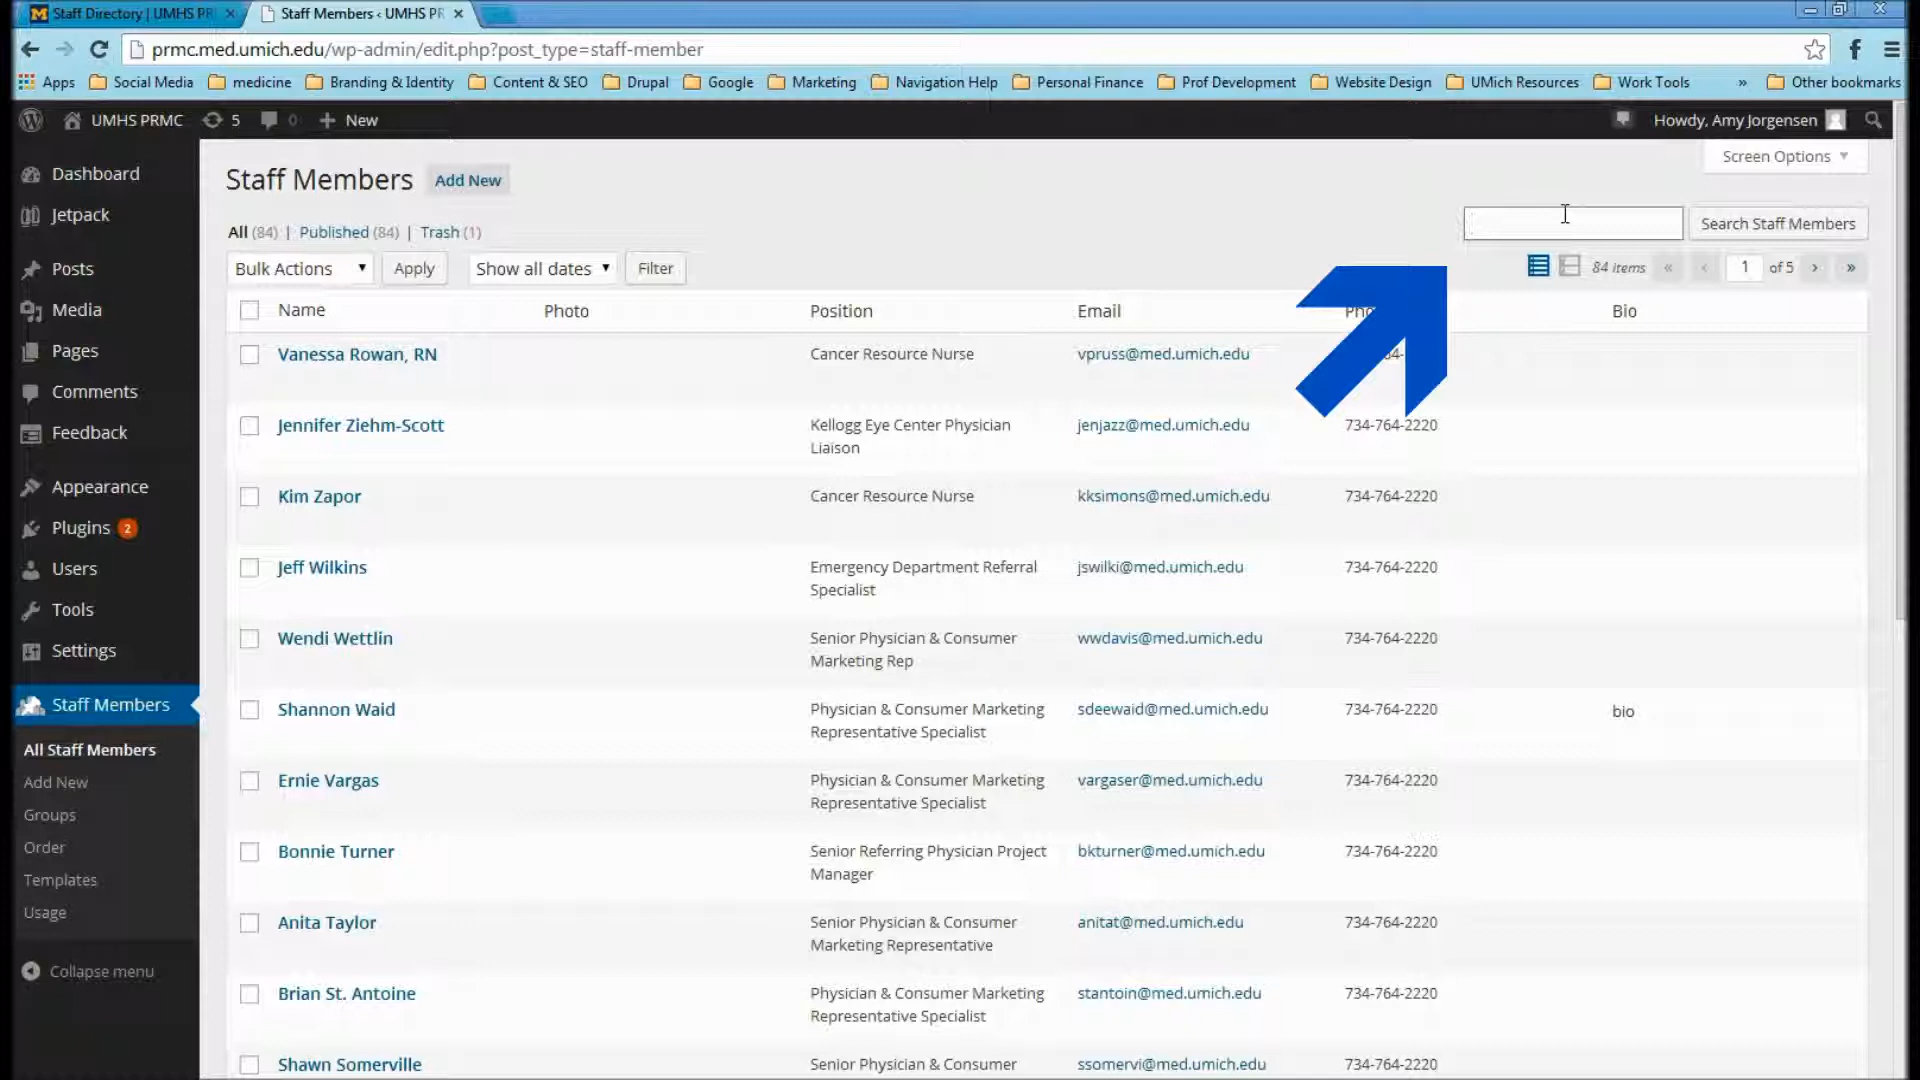 Staff Directory | UMHS PR
Staff Members ‹ UMHS PR
prmc.med.umich.edu/wp-admin/edit.php?post_type=staff-member
Apps Social Media medicine Branding & Identity Content & SEO Drupal Google Marketing Navigation Help Personal Finance Prof Development Website Design UMich Resources Work Tools » Other bookmarks
UMHS PRMC 5 0 + New Howdy, Amy Jorgensen
Screen Options
Dashboard
Jetpack
Posts
Media
Pages
Comments
Feedback
Appearance
Plugins 2
Users
Tools
Settings
Staff Members
All Staff Members
Add New
Groups
Order
Templates
Usage
Collapse menu
Staff Members Add New
All (84) | Published (84) | Trash (1)
Search Staff Members
Bulk Actions Apply Show all dates Filter 84 items « ‹ 1 of 5 › »
Name Photo Position Email Bio
Vanessa Rowan, RN Cancer Resource Nurse vpruss@med.umich.edu
Jennifer Ziehm-Scott Kellogg Eye Center Physician jenjazz@med.umich.edu 734-764-2220
Liaison
Kim Zapor Cancer Resource Nurse kksimons@med.umich.edu 734-764-2220
Jeff Wilkins Emergency Department Referral jswilki@med.umich.edu 734-764-2220
Specialist
Wendi Wettlin Senior Physician & Consumer wwdavis@med.umich.edu 734-764-2220
Marketing Rep
Shannon Waid Physician & Consumer Marketing sdeewaid@med.umich.edu 734-764-2220 bio
Representative Specialist
Ernie Vargas Physician & Consumer Marketing vargaser@med.umich.edu 734-764-2220
Representative Specialist
Bonnie Turner Senior Referring Physician Project bkturner@med.umich.edu 734-764-2220
Manager
Anita Taylor Senior Physician & Consumer anitat@med.umich.edu 734-764-2220
Marketing Representative
Brian St. Antoine Physician & Consumer Marketing stantoin@med.umich.edu 734-764-2220
Representative Specialist
Shawn Somerville Senior Physician & Consumer ssomervi@med.umich.edu 734-764-2220